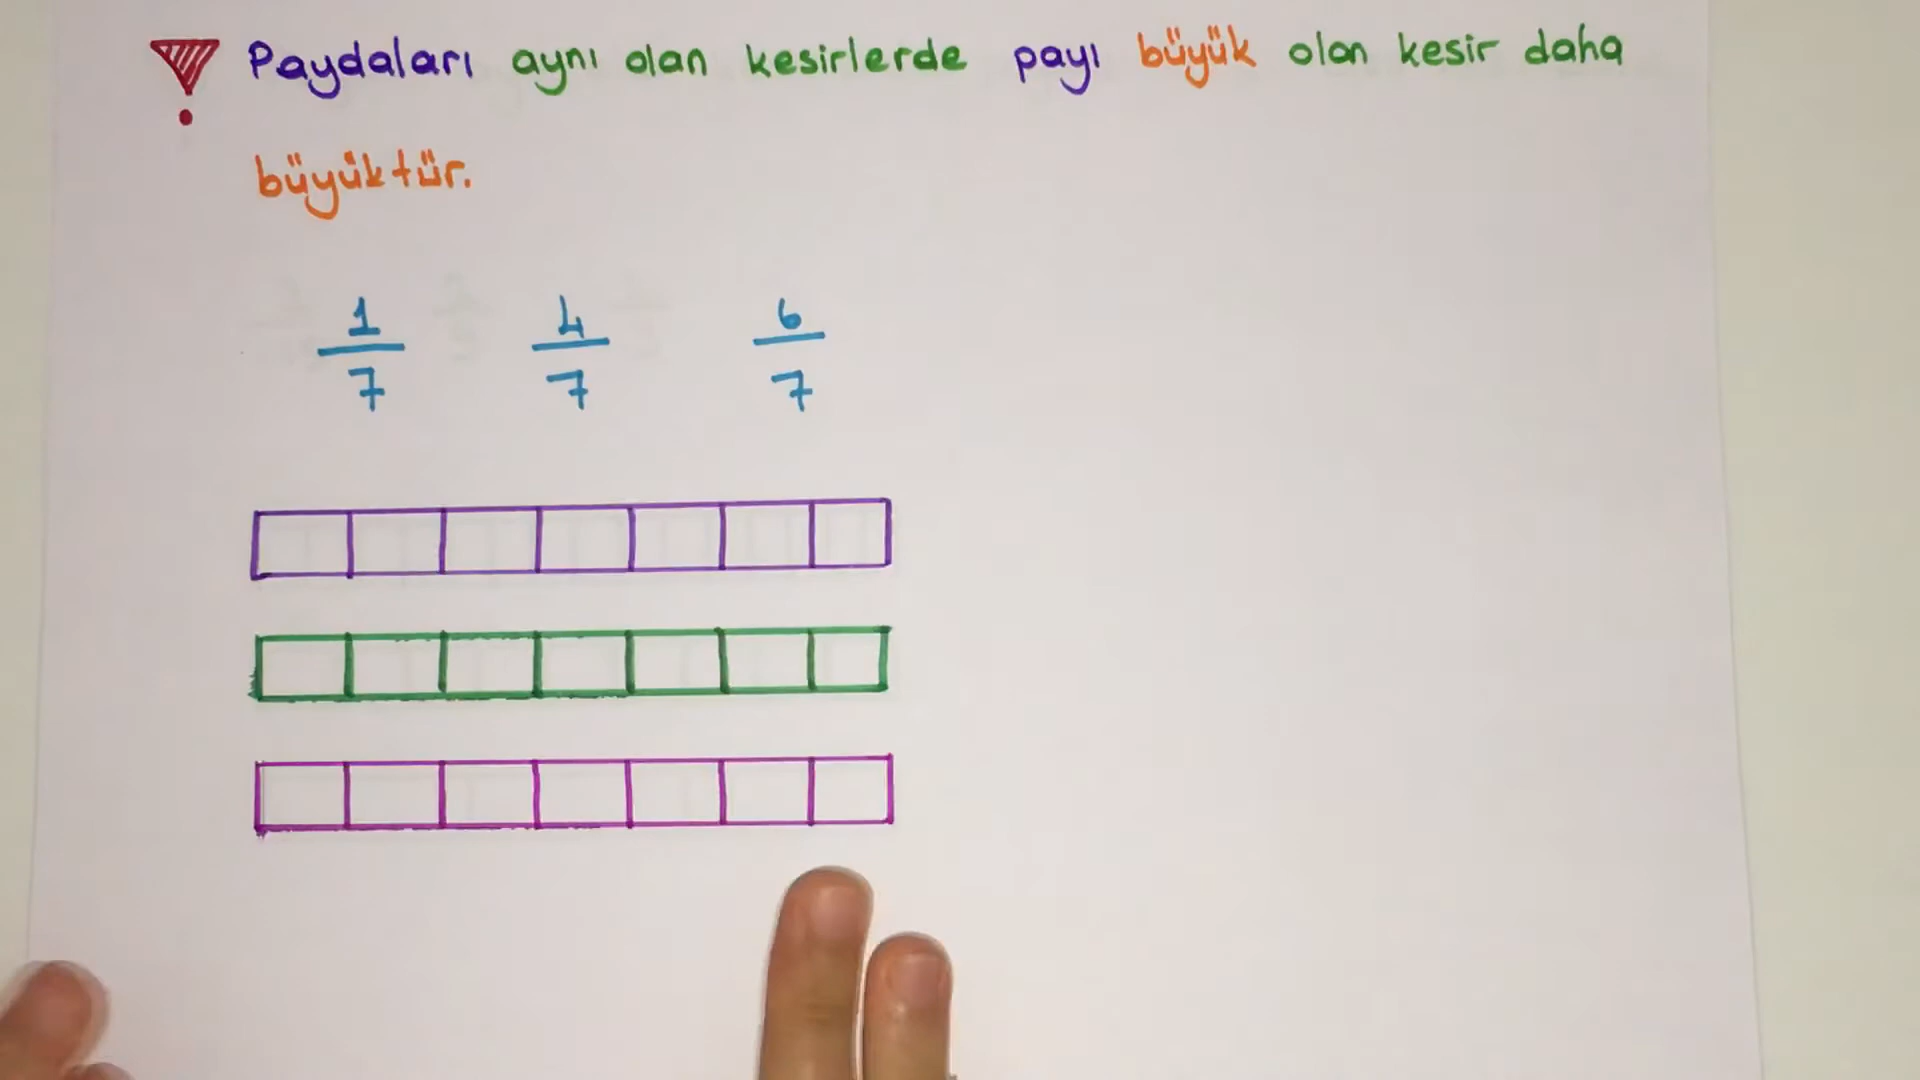 Paydaları aynı olan kesirlerde payı büyük olan kesir daha
büyüktür.
1 4 6
7 7 7